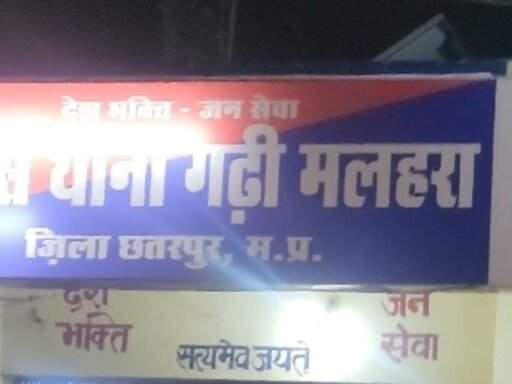 देश भक्ति - जन सेवा
थाना गढ़ी मलहरा
ज़िला छतरपुर, म.प्र.
देश भक्ति
सत्यमेव जयते
जन सेवा